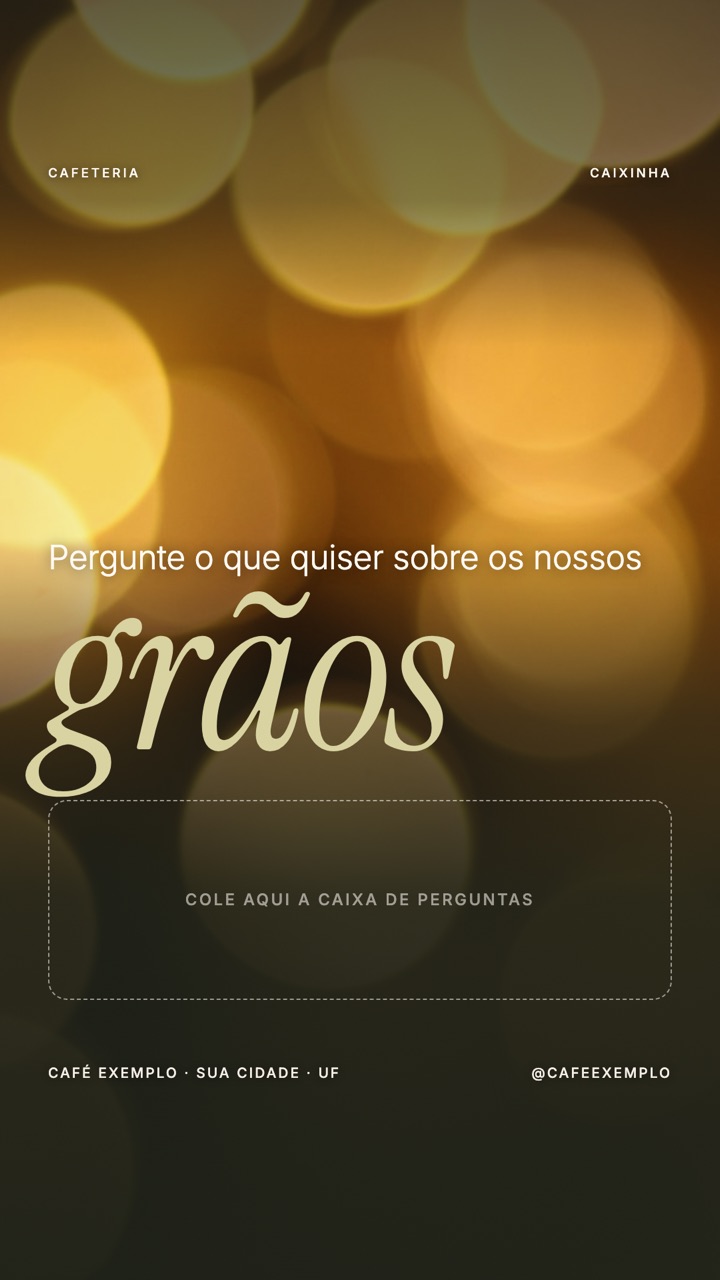 CAFETERIA
CAIXINHA
Pergunte o que quiser sobre os nossos
grãos
COLE AQUI A CAIXA DE PERGUNTAS
CAFÉ EXEMPLO · SUA CIDADE · UF
@CAFEEXEMPLO